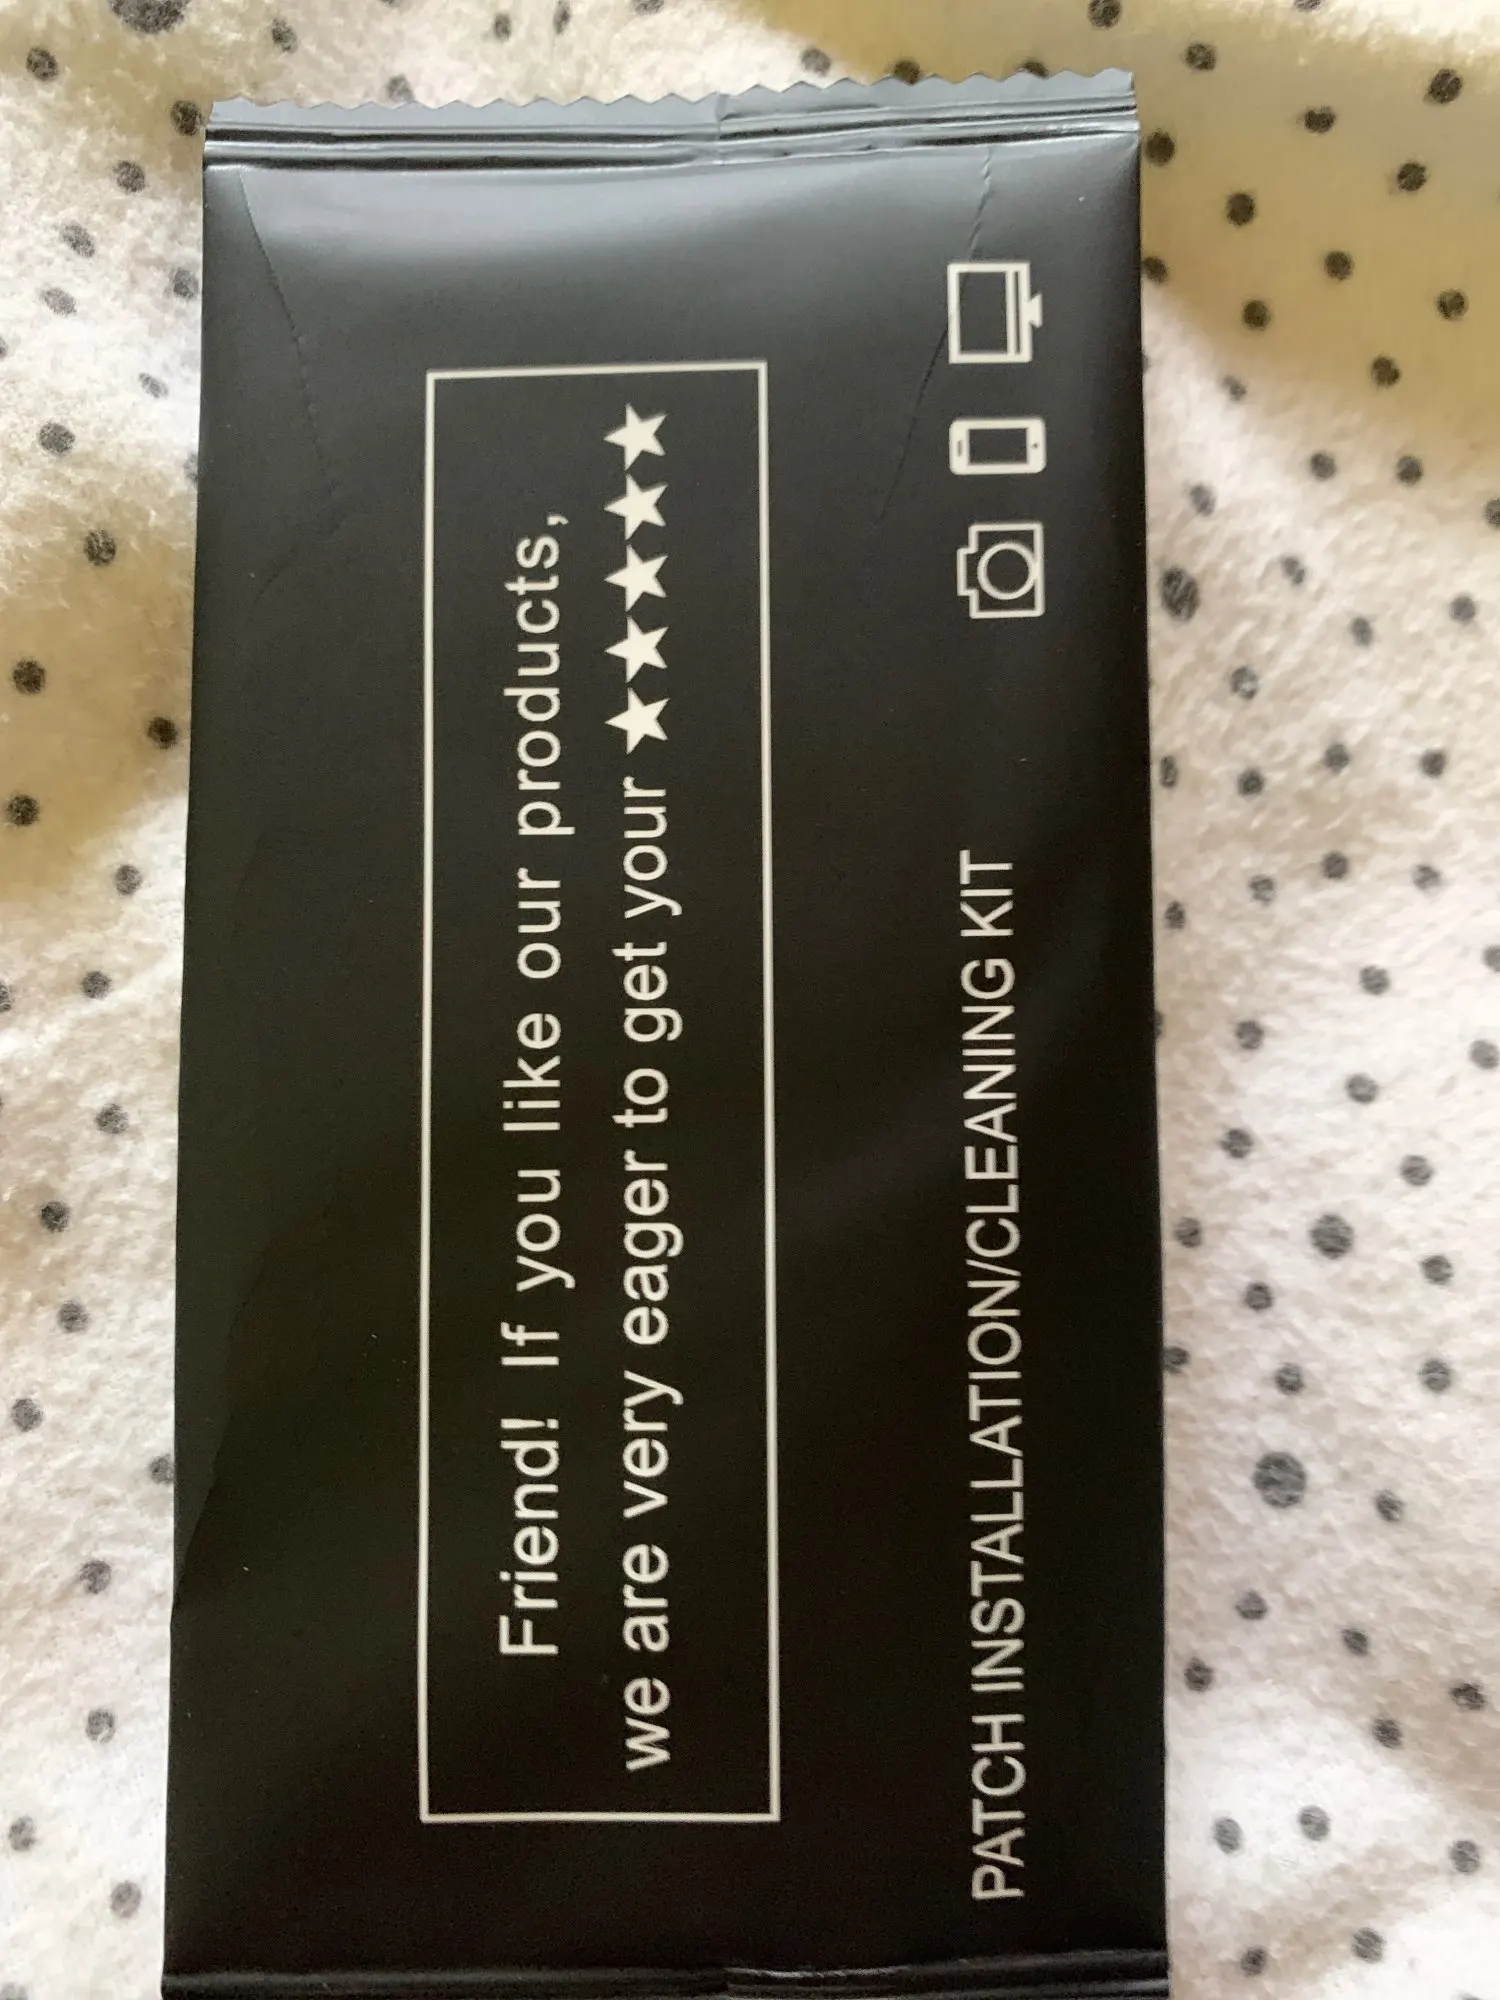 Friend! If you like our products,
we are very eager to get your ★★★★★
PATCH INSTALLATION/CLEANING KIT